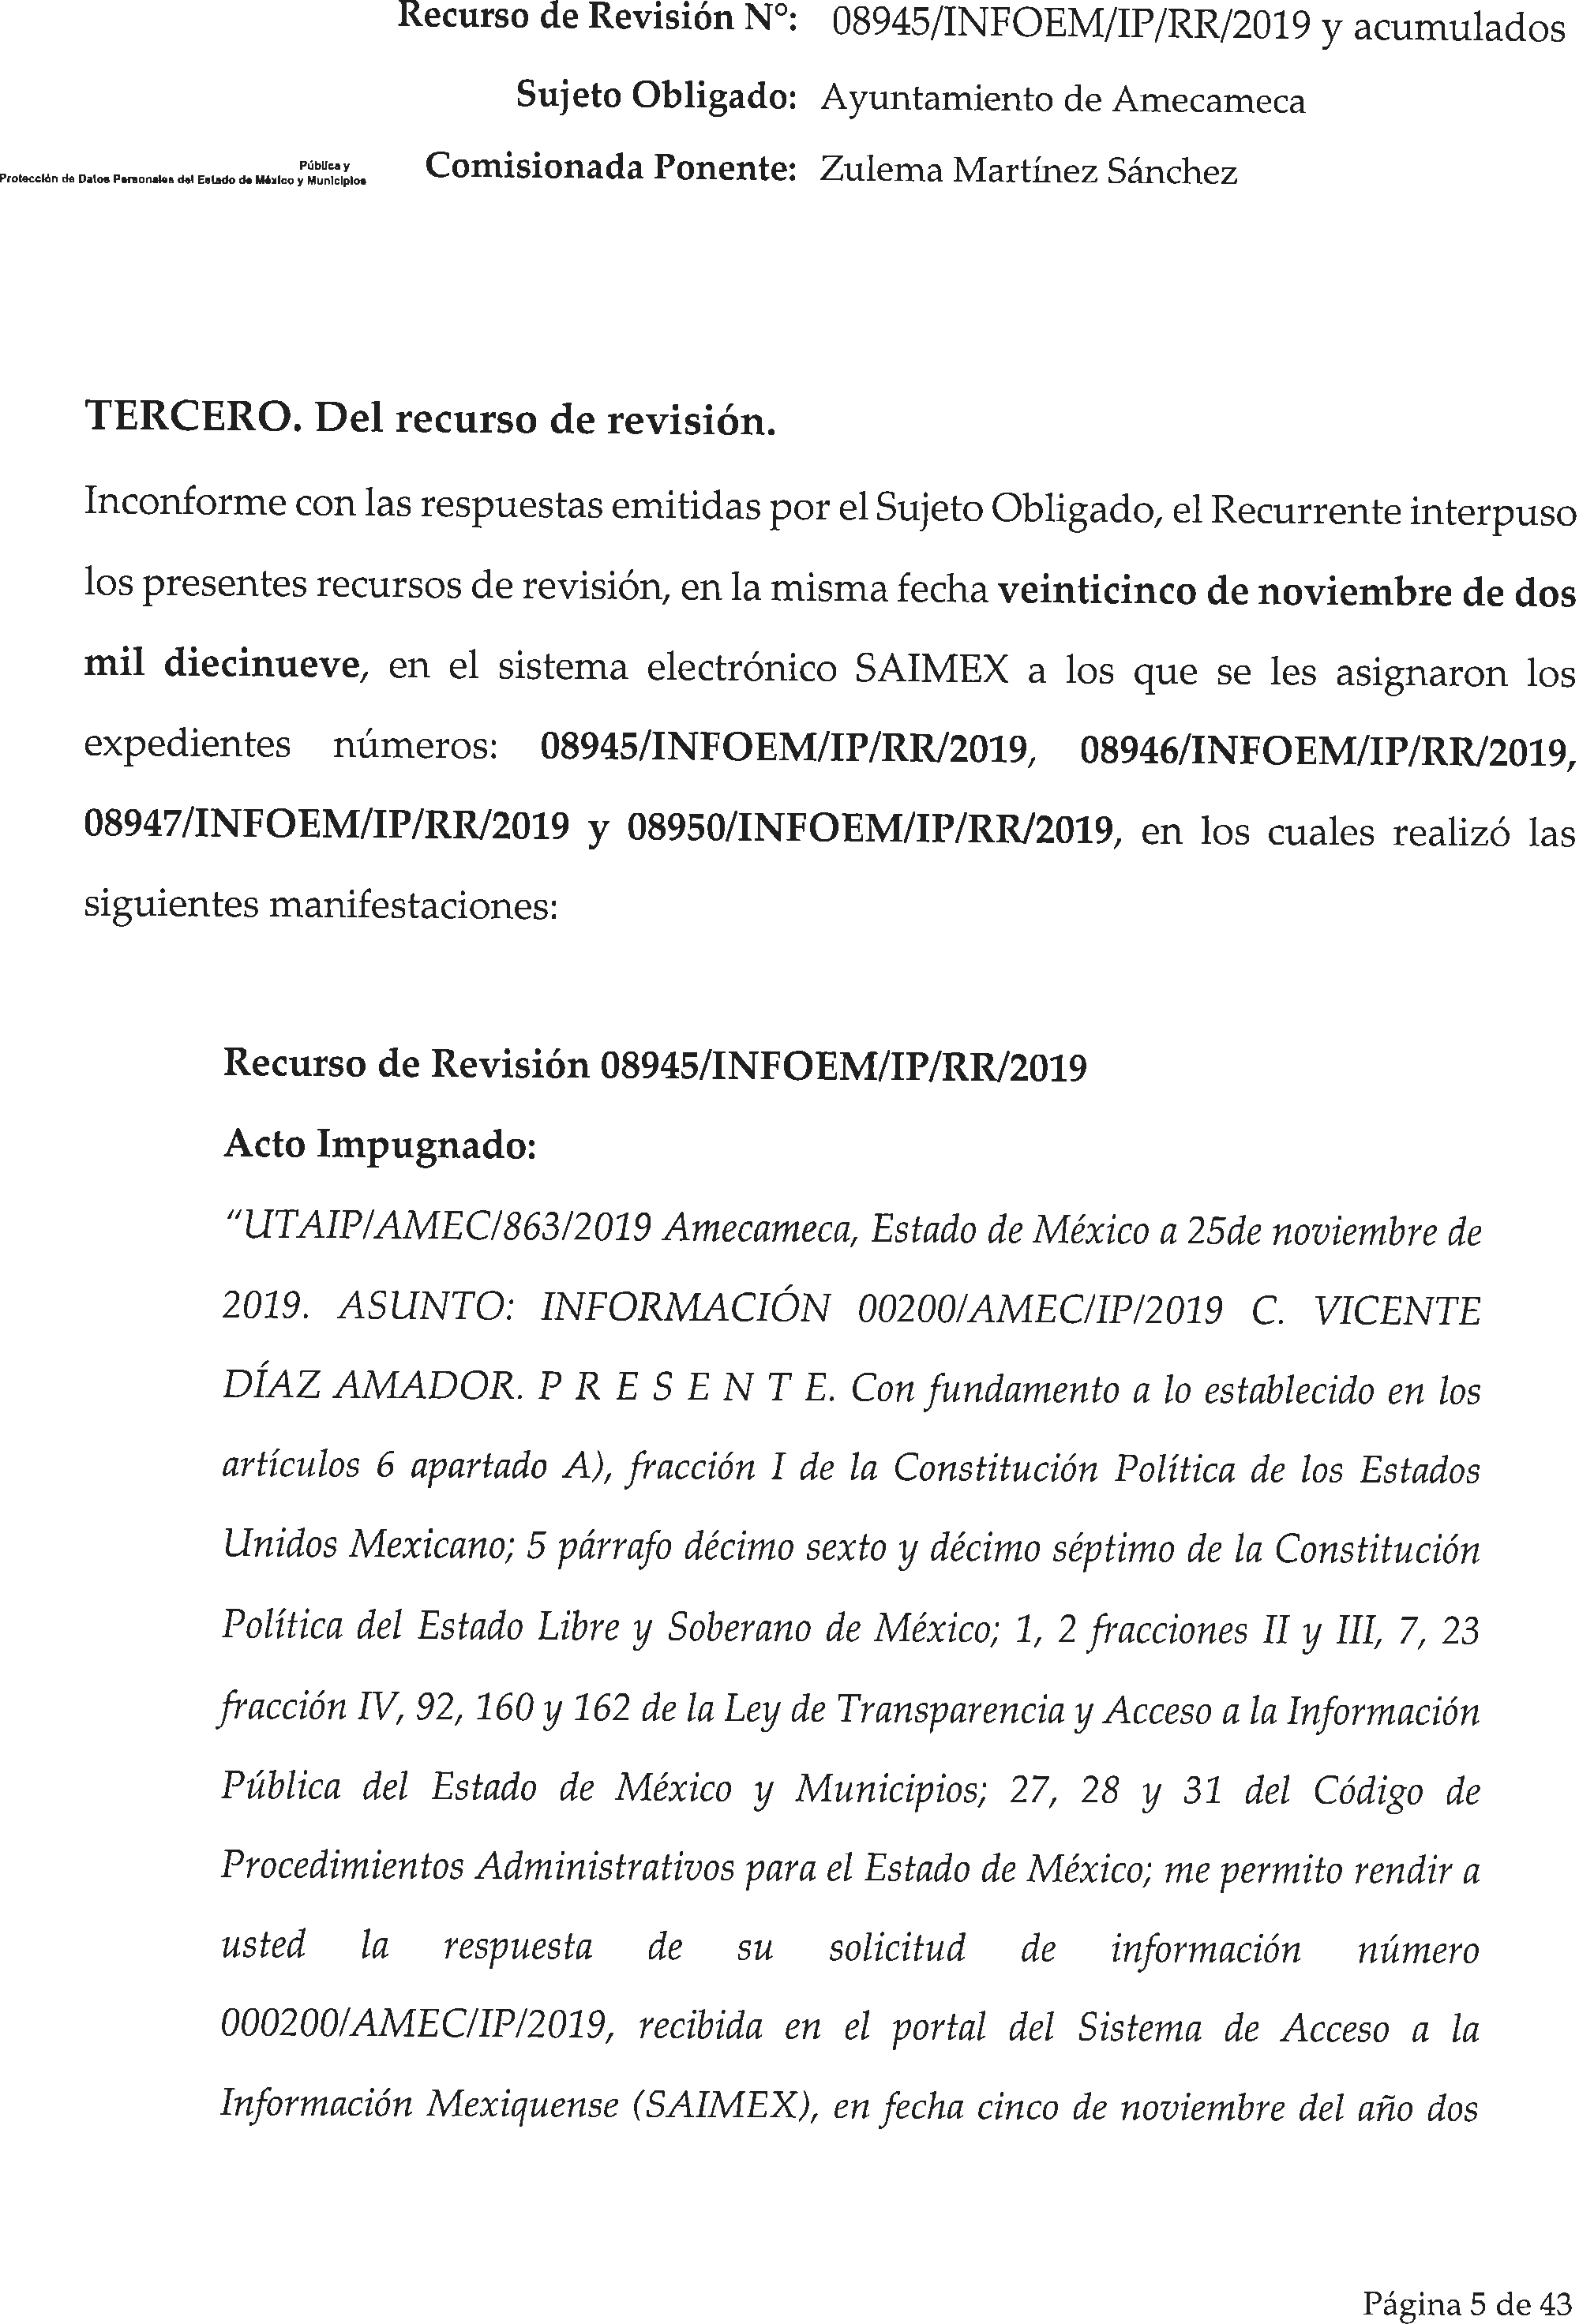 Recurso de Revisión N°: 08945/INFOEM/IP/RR/2019 y acumulados
Sujeto Obligado: Ayuntamiento de Amecameca
Pública y
Protección de Datos Personales del Estado de México y Municipios
Comisionada Ponente: Zulema Martínez Sánchez
TERCERO. Del recurso de revisión.
Inconforme con las respuestas emitidas por el Sujeto Obligado, el Recurrente interpuso
los presentes recursos de revisión, en la misma fecha veinticinco de noviembre de dos
mil diecinueve, en el sistema electrónico SAIMEX a los que se les asignaron los
expedientes números: 08945/INFOEM/IP/RR/2019, 08946/INFOEM/IP/RR/2019,
08947/INFOEM/IP/RR/2019 y 08950/INFOEM/IP/RR/2019, en los cuales realizó las
siguientes manifestaciones:
Recurso de Revisión 08945/INFOEM/IP/RR/2019
Acto Impugnado:
"UTAIP/AMEC/863/2019 Amecameca, Estado de México a 25de noviembre de
2019. ASUNTO: INFORMACIÓN 00200/AMEC/IP/2019 C. VICENTE
DÍAZ AMADOR. P R E S E N T E. Con fundamento a lo establecido en los
artículos 6 apartado A), fracción I de la Constitución Política de los Estados
Unidos Mexicano; 5 párrafo décimo sexto y décimo séptimo de la Constitución
Política del Estado Libre y Soberano de México; 1, 2 fracciones II y III, 7, 23
fracción IV, 92, 160 y 162 de la Ley de Transparencia y Acceso a la Información
Pública del Estado de México y Municipios; 27, 28 y 31 del Código de
Procedimientos Administrativos para el Estado de México; me permito rendir a
usted la respuesta de su solicitud de información número
000200/AMEC/IP/2019, recibida en el portal del Sistema de Acceso a la
Información Mexiquense (SAIMEX), en fecha cinco de noviembre del año dos
Página 5 de 43